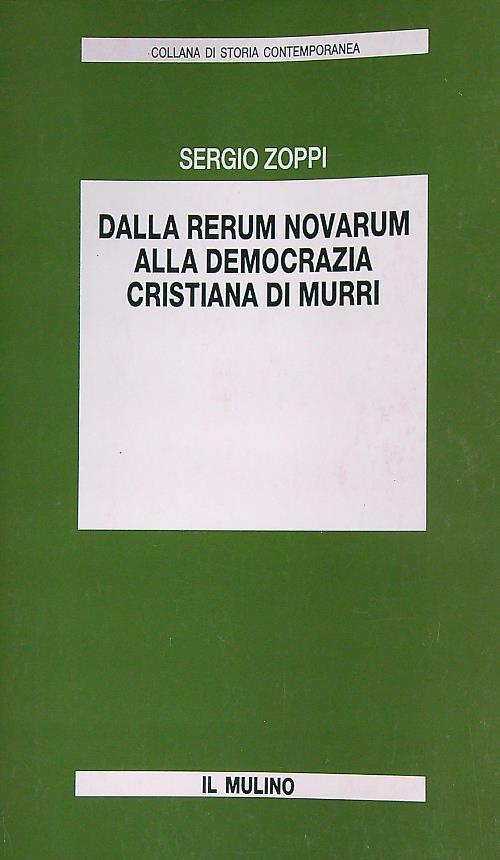 COLLANA DI STORIA CONTEMPORANEA
SERGIO ZOPPI
DALLA RERUM NOVARUM
ALLA DEMOCRAZIA
CRISTIANA DI MURRI
IL MULINO